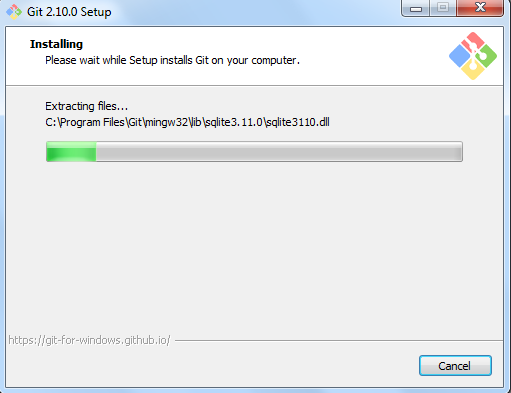 Git 2.10.0 Setup
Installing
Please wait while Setup installs Git on your computer.
Extracting files...
C:\Program Files\Git\mingw32\lib\sqlite3.11.0\sqlite3110.dll
https://git-for-windows.github.io/
Cancel